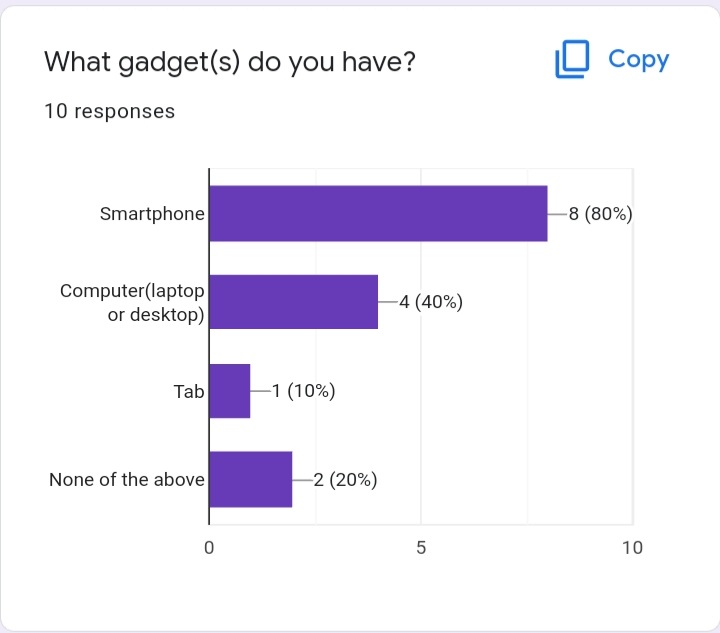 What gadget(s) do you have?
Copy
10 responses
Smartphone
8 (80%)
Computer(laptop
or desktop)
4 (40%)
Tab
1 (10%)
None of the above
2 (20%)
0
5
10